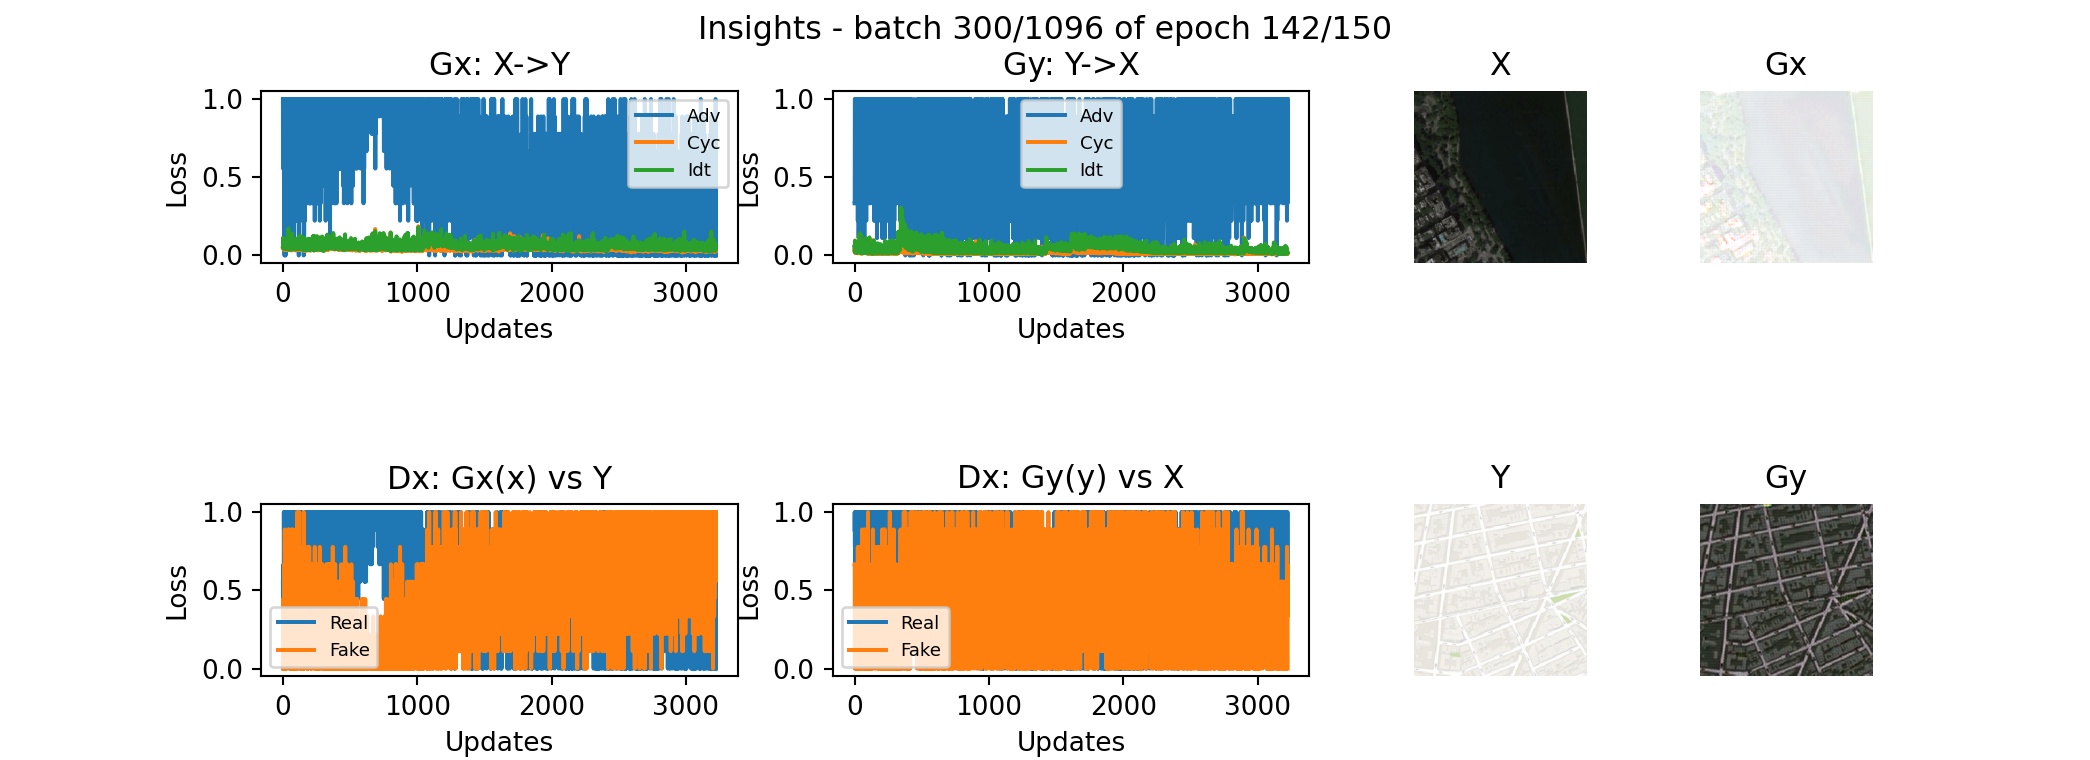 Insights - batch 300/1096 of epoch 142/150
Gx: X->Y
1.0
0.5
0.0
Loss
Adv
Cyc
Idt
0
1000
2000
3000
Updates
Gy: Y->X
1.0
0.5
0.0
Loss
Adv
Cyc
Idt
0
1000
2000
3000
Updates
X
Gx
Dx: Gx(x) vs Y
1.0
0.5
0.0
Loss
Real
Fake
0
1000
2000
3000
Updates
Dx: Gy(y) vs X
1.0
0.5
0.0
Loss
Real
Fake
0
1000
2000
3000
Updates
Y
Gy